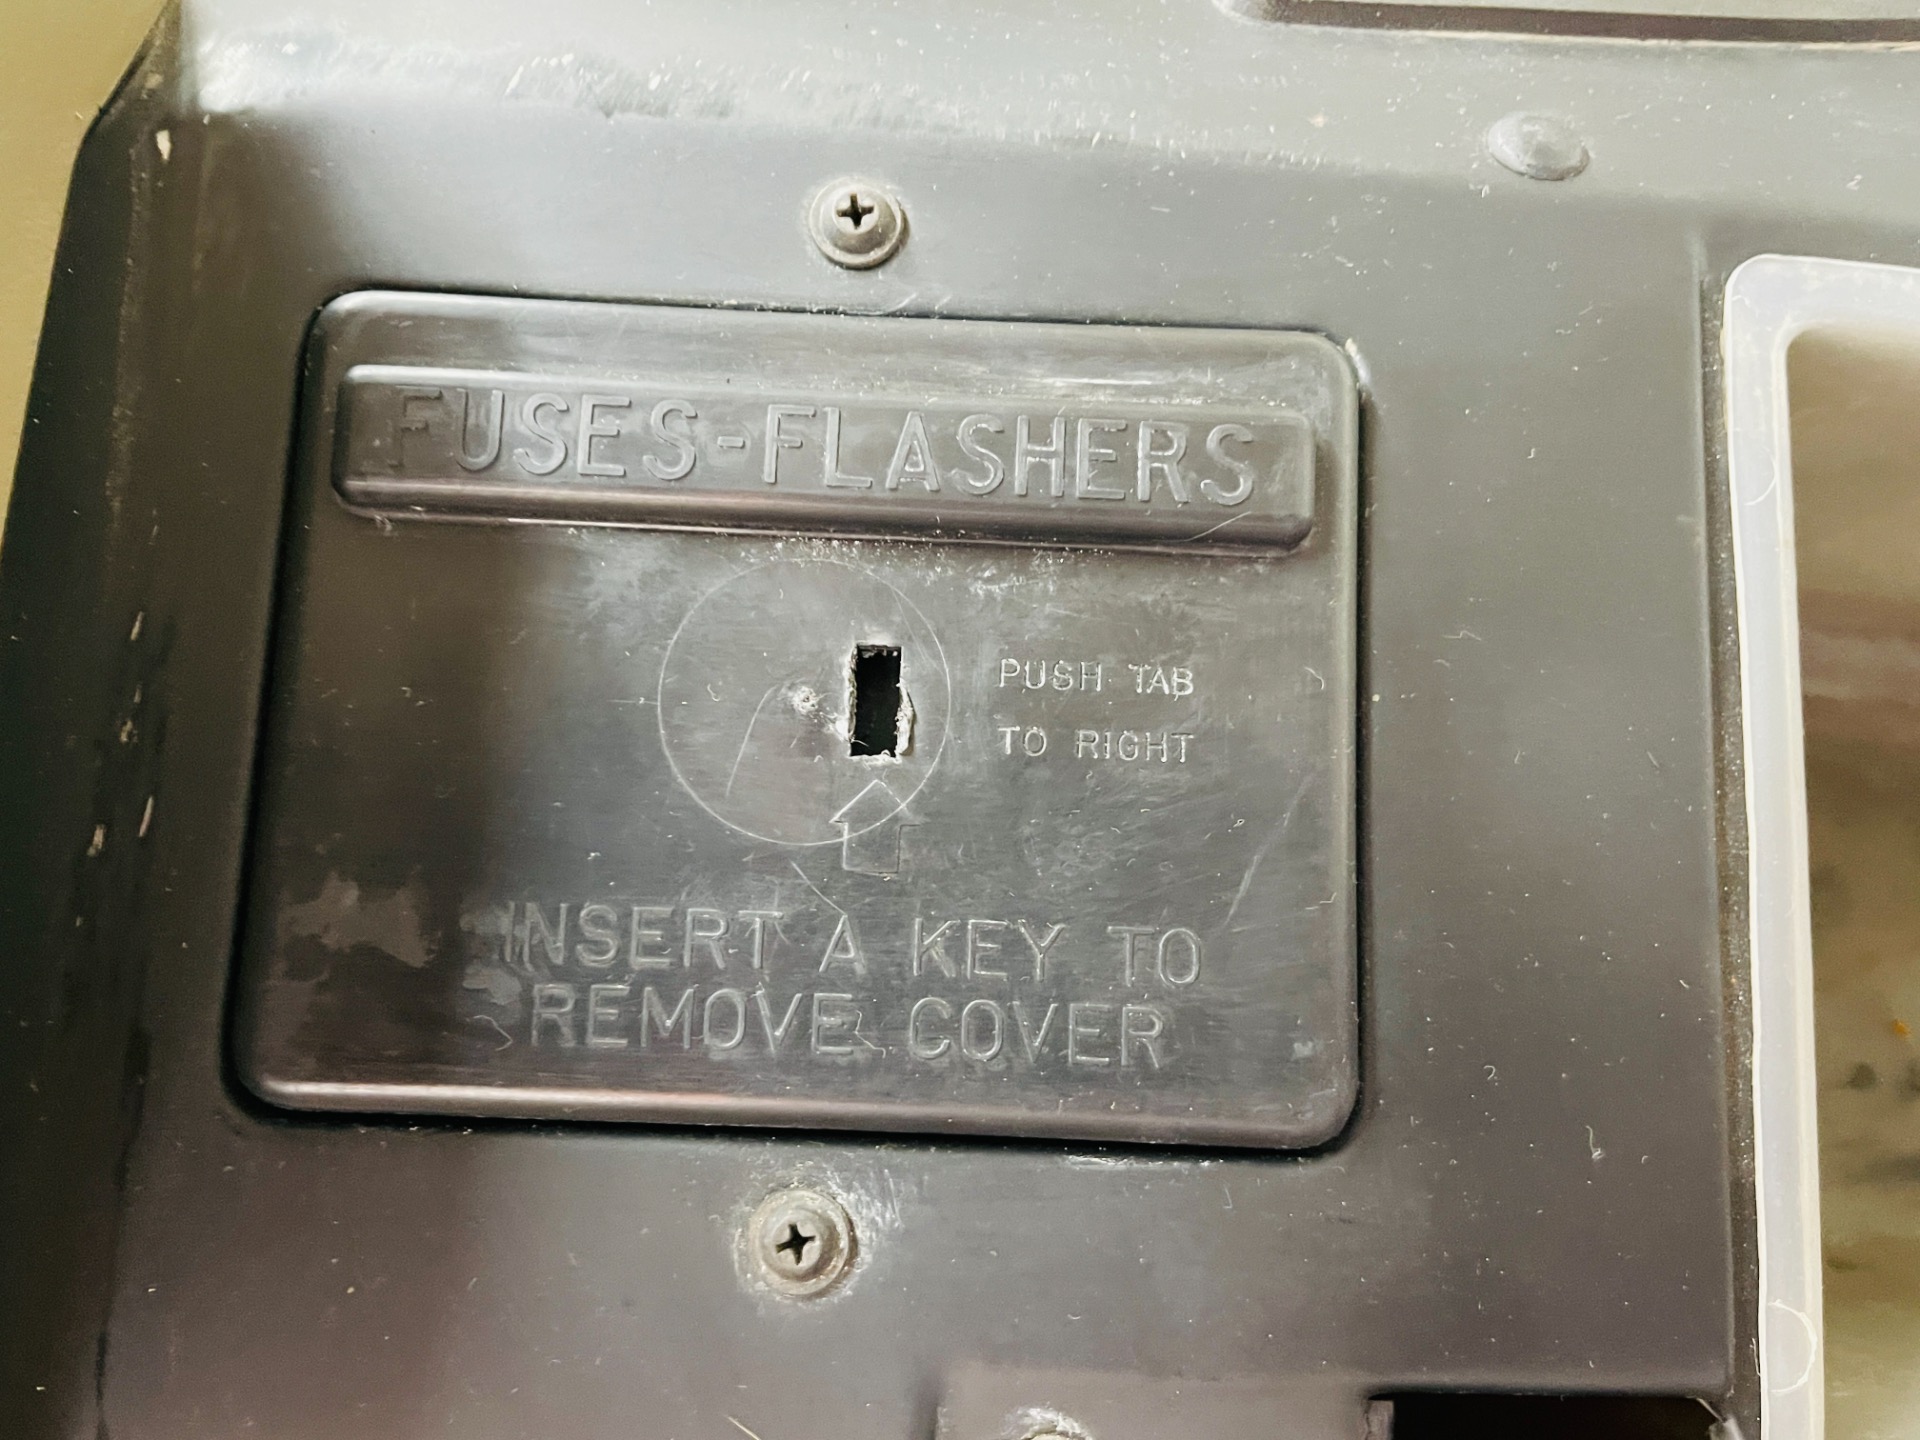 FUSES-FLASHERS
PUSH TAB
TO RIGHT
INSERT A KEY TO
REMOVE COVER